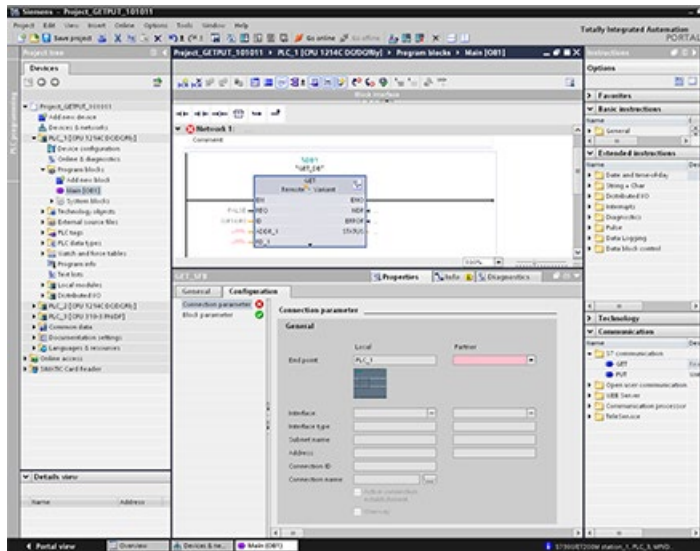 Siemens - Project_GETPUT_101011
Project Edit View Insert Online Options Tools Window Help
Save project
Go online
Go offline
Totally Integrated Automation
PORTAL
Project tree
Devices
Project_GETPUT_101011
Add new device
Devices & networks
PLC_1 [CPU 1214C DC/DC/Rly]
Device configuration
Online & diagnostics
Program blocks
Add new block
Main [OB1]
System blocks
Technology objects
External source files
PLC tags
PLC data types
Watch and force tables
Program info
Text lists
Local modules
Distributed I/O
PLC_2 [CPU 1214C DC/DC/Rly]
Common data
Documentation settings
Languages & resources
Online access
SIMATIC Card Reader
Details view
Name Address
Project_GETPUT_101011 PLC_1 [CPU 1214C DC/DC/Rly] Program blocks Main [OB1]
Block interface
Network 1:
Comment
"GET_DB"
GET
Remote - Variant
EN ENO
REQ NDR
ID ERROR
ADDR_1 STATUS
RD_1
100%
GET_SFB
Properties Info Diagnostics
General Configuration
Connection parameter
Block parameter
Connection parameter
General
Local Partner
End point PLC_1
Interface
Interface type
Subnet name
Address
Connection ID
Connection name
Instructions
Options
Favorites
Basic instructions
Name
General
Extended instructions
Name
Date and time-of-day
String + Char
Distributed I/O
Interrupts
Diagnostics
Pulse
Data Logging
Data block control
Technology
Communication
Name
S7 communication
GET
PUT
Open user communication
WEB Server
Communication processor
TeleService
Portal view Overview Devices & ne... Main (OB1)